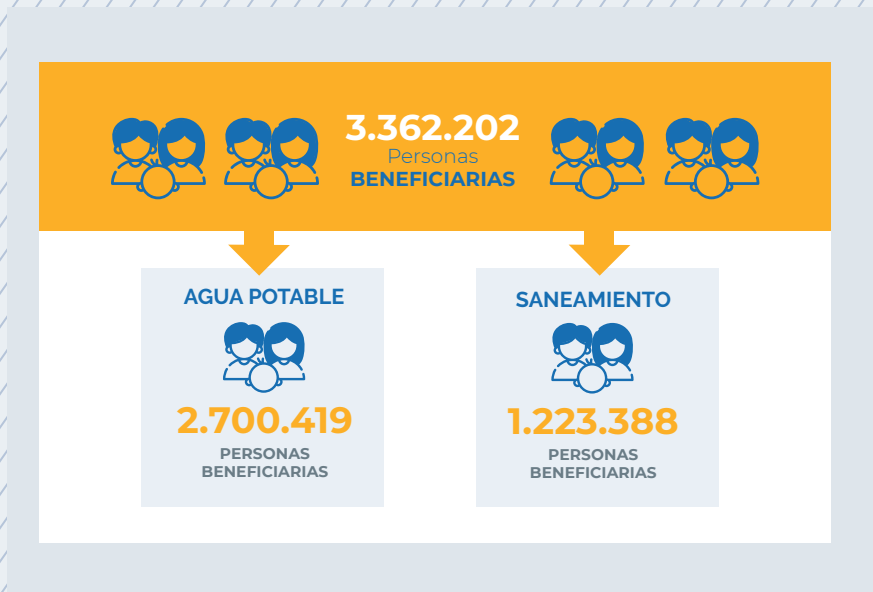 3.362.202
Personas
BENEFICIARIAS
AGUA POTABLE
2.700.419
PERSONAS
BENEFICIARIAS
SANEAMIENTO
1.223.388
PERSONAS
BENEFICIARIAS